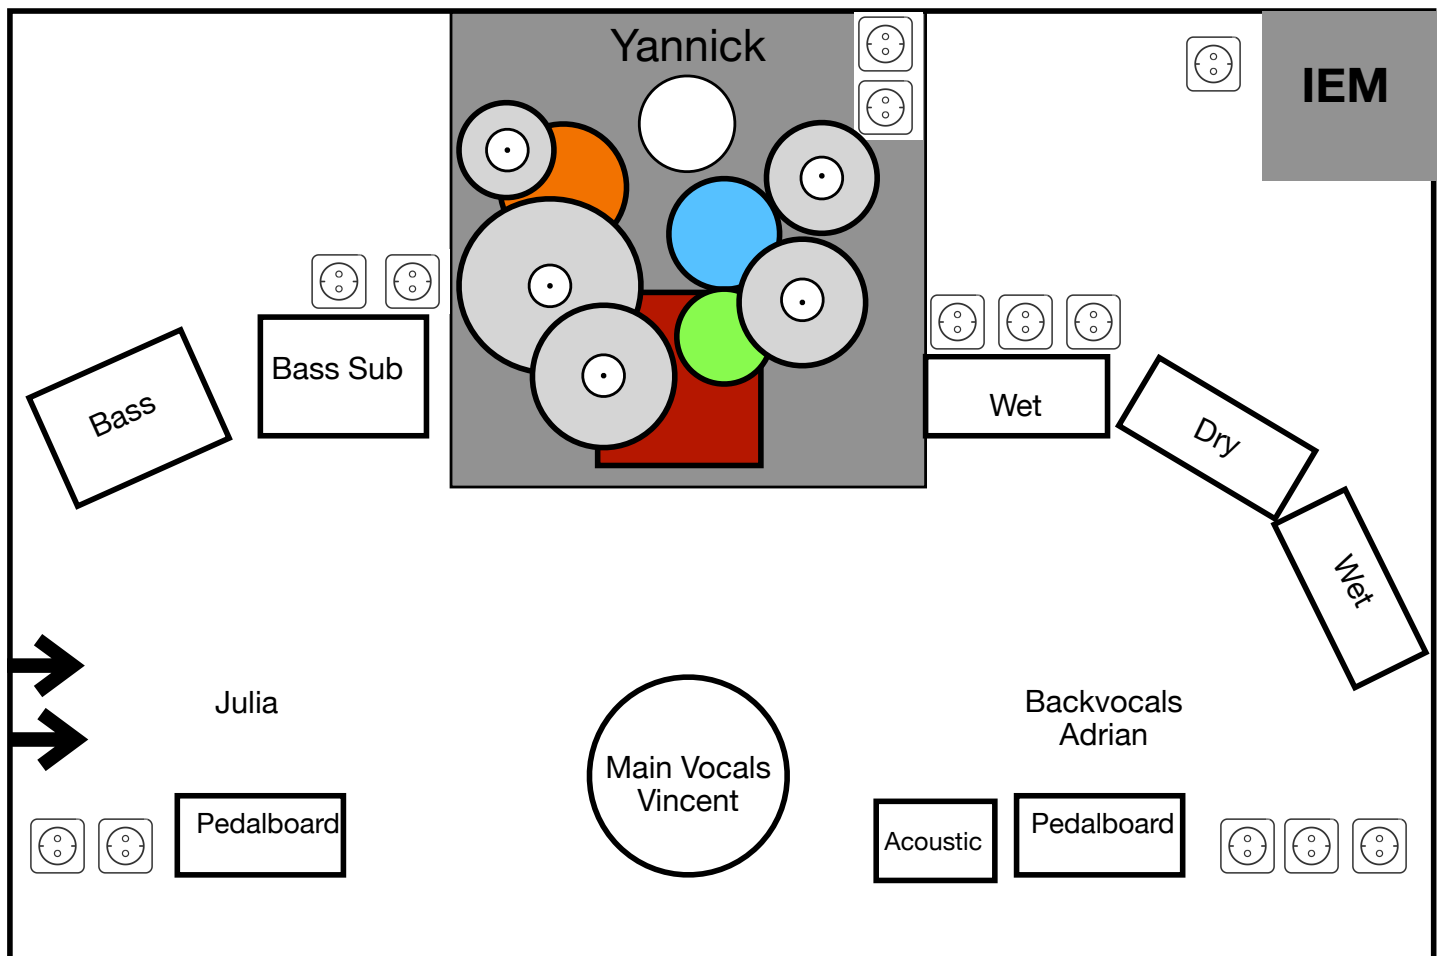 Yannick
IEM
Bass Sub
Bass
Wet
Dry
Wet
Julia
Backvocals
Adrian
Main Vocals
Vincent
Pedalboard
Acoustic
Pedalboard